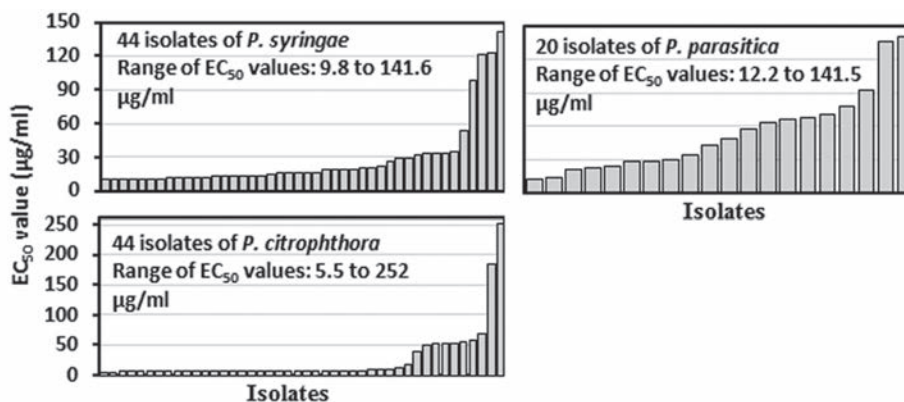 EC50 value (µg/ml)
150
120
90
60
30
0
44 isolates of P. syringae
Range of EC50 values: 9.8 to 141.6
µg/ml
20 isolates of P. parasitica
Range of EC50 values: 12.2 to 141.5
µg/ml
Isolates
250
200
150
100
50
0
44 isolates of P. citrophthora
Range of EC50 values: 5.5 to 252
µg/ml
Isolates